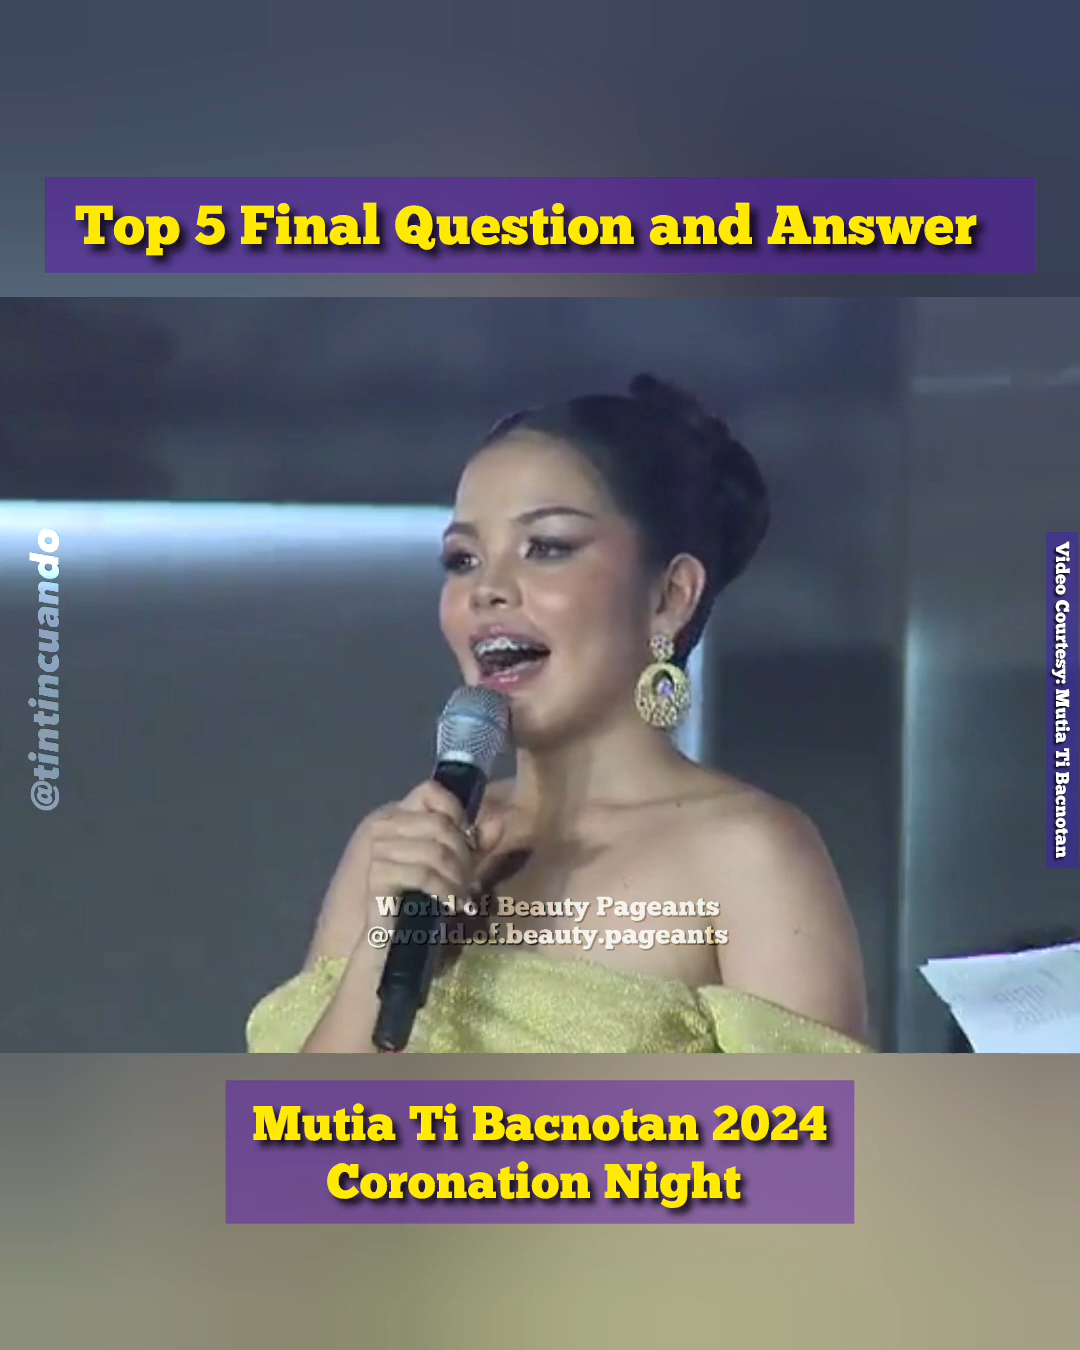 Top 5 Final Question and Answer
@tintincuando
Video Courtesy: Mutia Ti Bacnotan
World of Beauty Pageants
@world.of.beauty.pageants
Mutia Ti Bacnotan 2024
Coronation Night